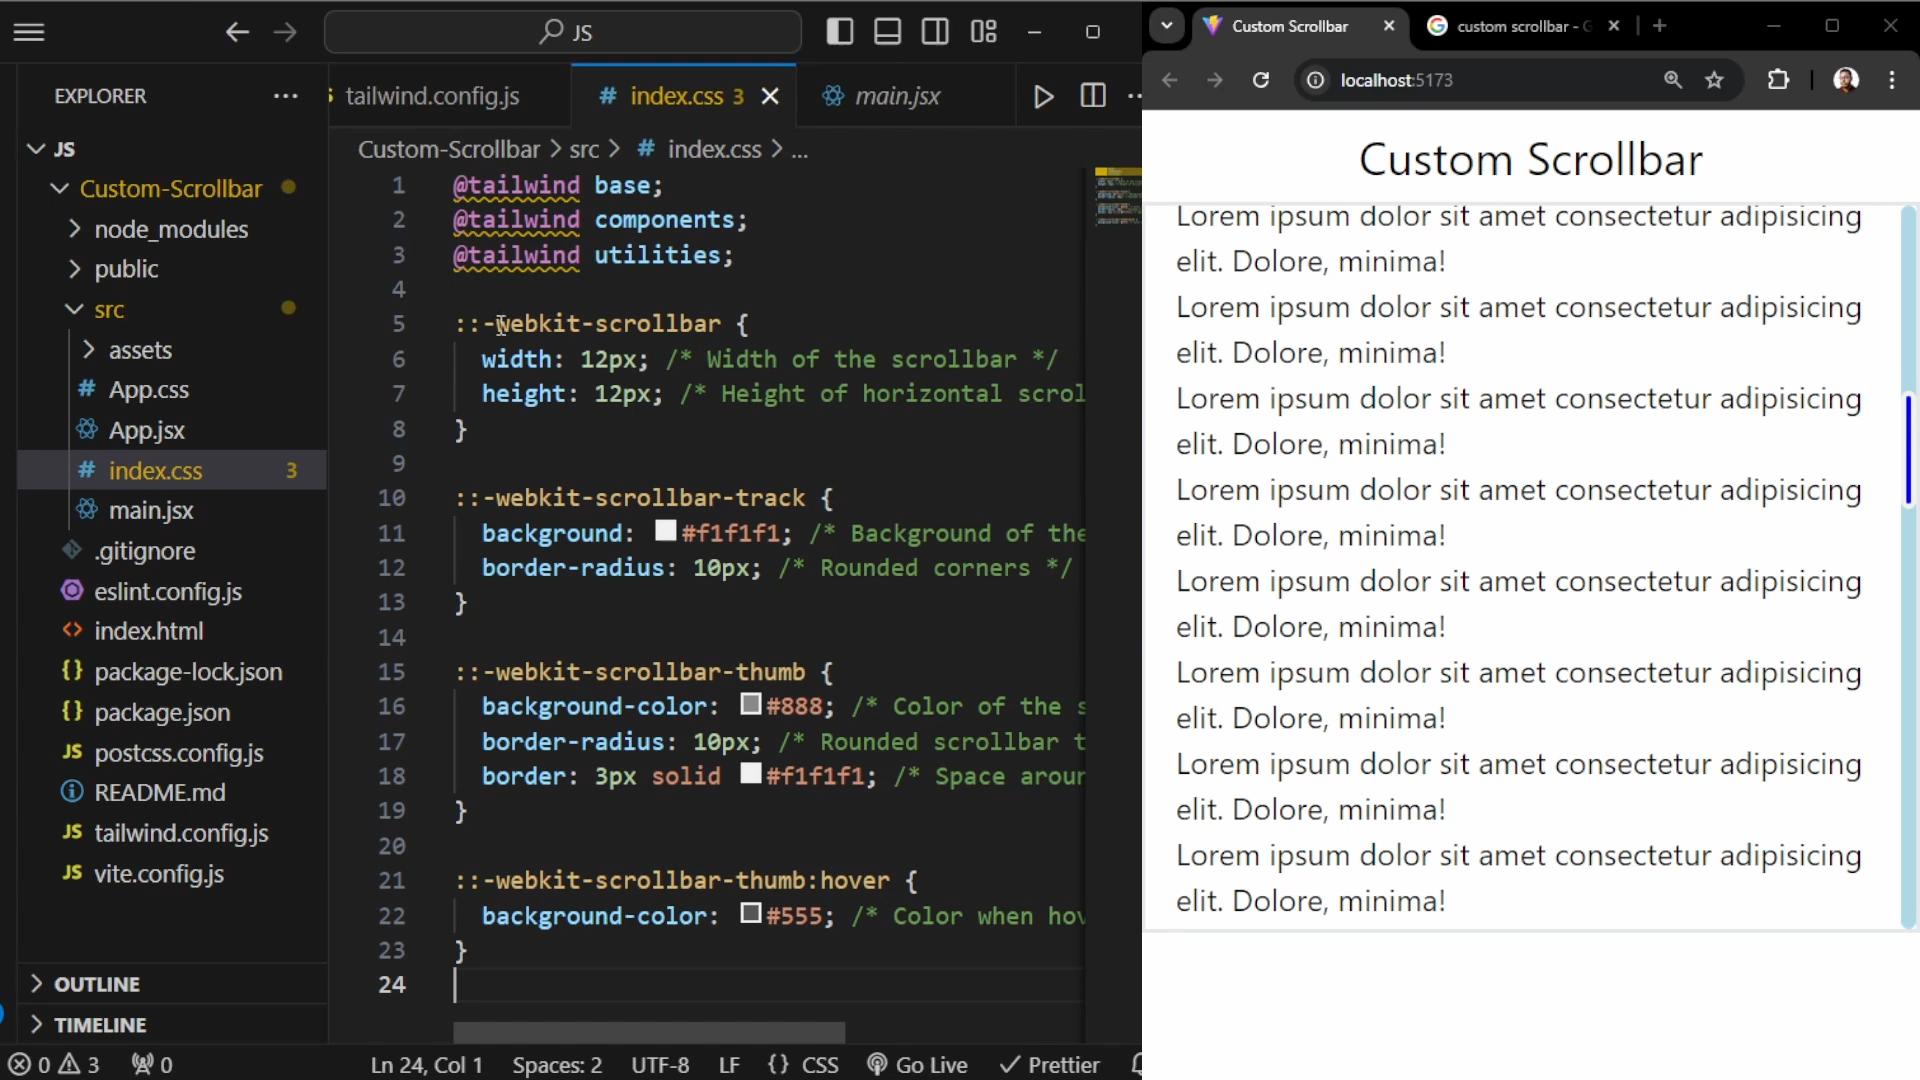 JS
EXPLORER
JS
Custom-Scrollbar
node_modules
public
src
assets
# App.css
App.jsx
# index.css 3
main.jsx
.gitignore
eslint.config.js
<> index.html
{} package-lock.json
{} package.json
JS postcss.config.js
README.md
JS tailwind.config.js
JS vite.config.js
OUTLINE
TIMELINE
tailwind.config.js
# index.css 3
main.jsx
Custom-Scrollbar > src > # index.css > ...
1 @tailwind base;
2 @tailwind components;
3 @tailwind utilities;
4
5 ::-webkit-scrollbar {
6 width: 12px; /* Width of the scrollbar */
7 height: 12px; /* Height of horizontal scrol
8 }
9
10 ::-webkit-scrollbar-track {
11 background: #f1f1f1; /* Background of the
12 border-radius: 10px; /* Rounded corners */
13 }
14
15 ::-webkit-scrollbar-thumb {
16 background-color: #888; /* Color of the s
17 border-radius: 10px; /* Rounded scrollbar t
18 border: 3px solid #f1f1f1; /* Space aroun
19 }
20
21 ::-webkit-scrollbar-thumb:hover {
22 background-color: #555; /* Color when hov
23 }
24
0 3 0 Ln 24, Col 1 Spaces: 2 UTF-8 LF {} CSS Go Live Prettier
Custom Scrollbar
custom scrollbar - G
localhost:5173
Custom Scrollbar
Lorem ipsum dolor sit amet consectetur adipisicing
elit. Dolore, minima!
Lorem ipsum dolor sit amet consectetur adipisicing
elit. Dolore, minima!
Lorem ipsum dolor sit amet consectetur adipisicing
elit. Dolore, minima!
Lorem ipsum dolor sit amet consectetur adipisicing
elit. Dolore, minima!
Lorem ipsum dolor sit amet consectetur adipisicing
elit. Dolore, minima!
Lorem ipsum dolor sit amet consectetur adipisicing
elit. Dolore, minima!
Lorem ipsum dolor sit amet consectetur adipisicing
elit. Dolore, minima!
Lorem ipsum dolor sit amet consectetur adipisicing
elit. Dolore, minima!